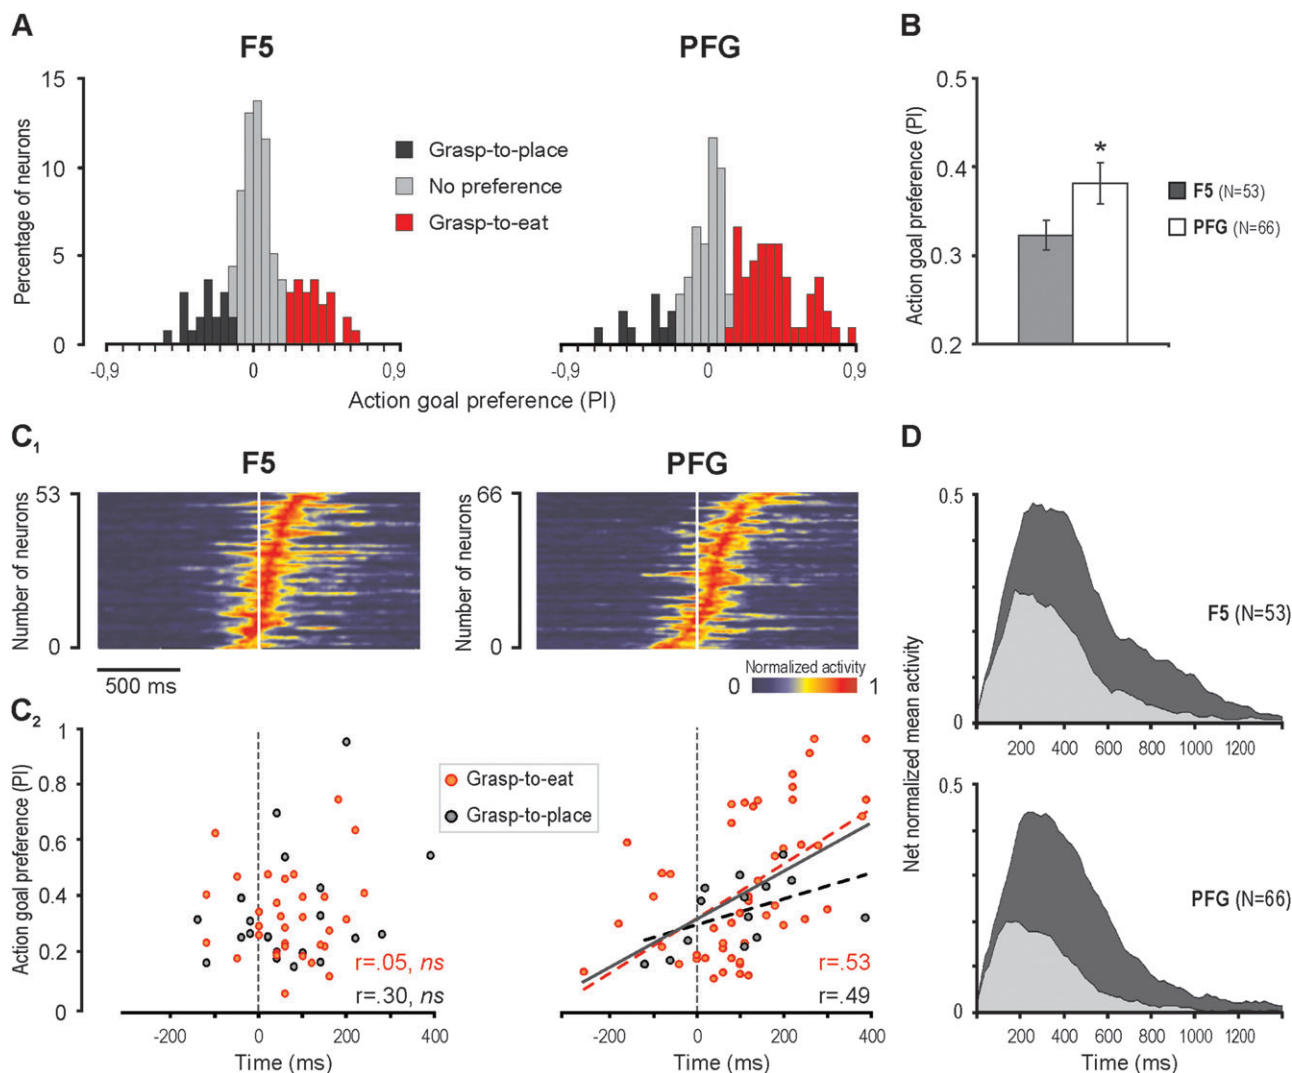 A
F5
PFG
Percentage of neurons
15
10
5
0
Grasp-to-place
No preference
Grasp-to-eat
-0,9
0
0,9
-0,9
0
0,9
Action goal preference (PI)
B
Action goal preference (PI)
0.5
0.4
0.3
0.2
*
F5 (N=53)
PFG (N=66)
C1
F5
PFG
Number of neurons
53
0
Number of neurons
66
0
500 ms
Normalized activity
0
1
C2
Action goal preference (PI)
1
0.8
0.6
0.4
0.2
0
Grasp-to-eat
Grasp-to-place
r=.05, ns
r=.30, ns
r=.53
r=.49
-200
0
200
400
Time (ms)
-200
0
200
400
Time (ms)
D
Net normalized mean activity
0.5
0
F5 (N=53)
200
400
600
800
1000
1200
0.5
0
PFG (N=66)
200
400
600
800
1000
1200
Time (ms)